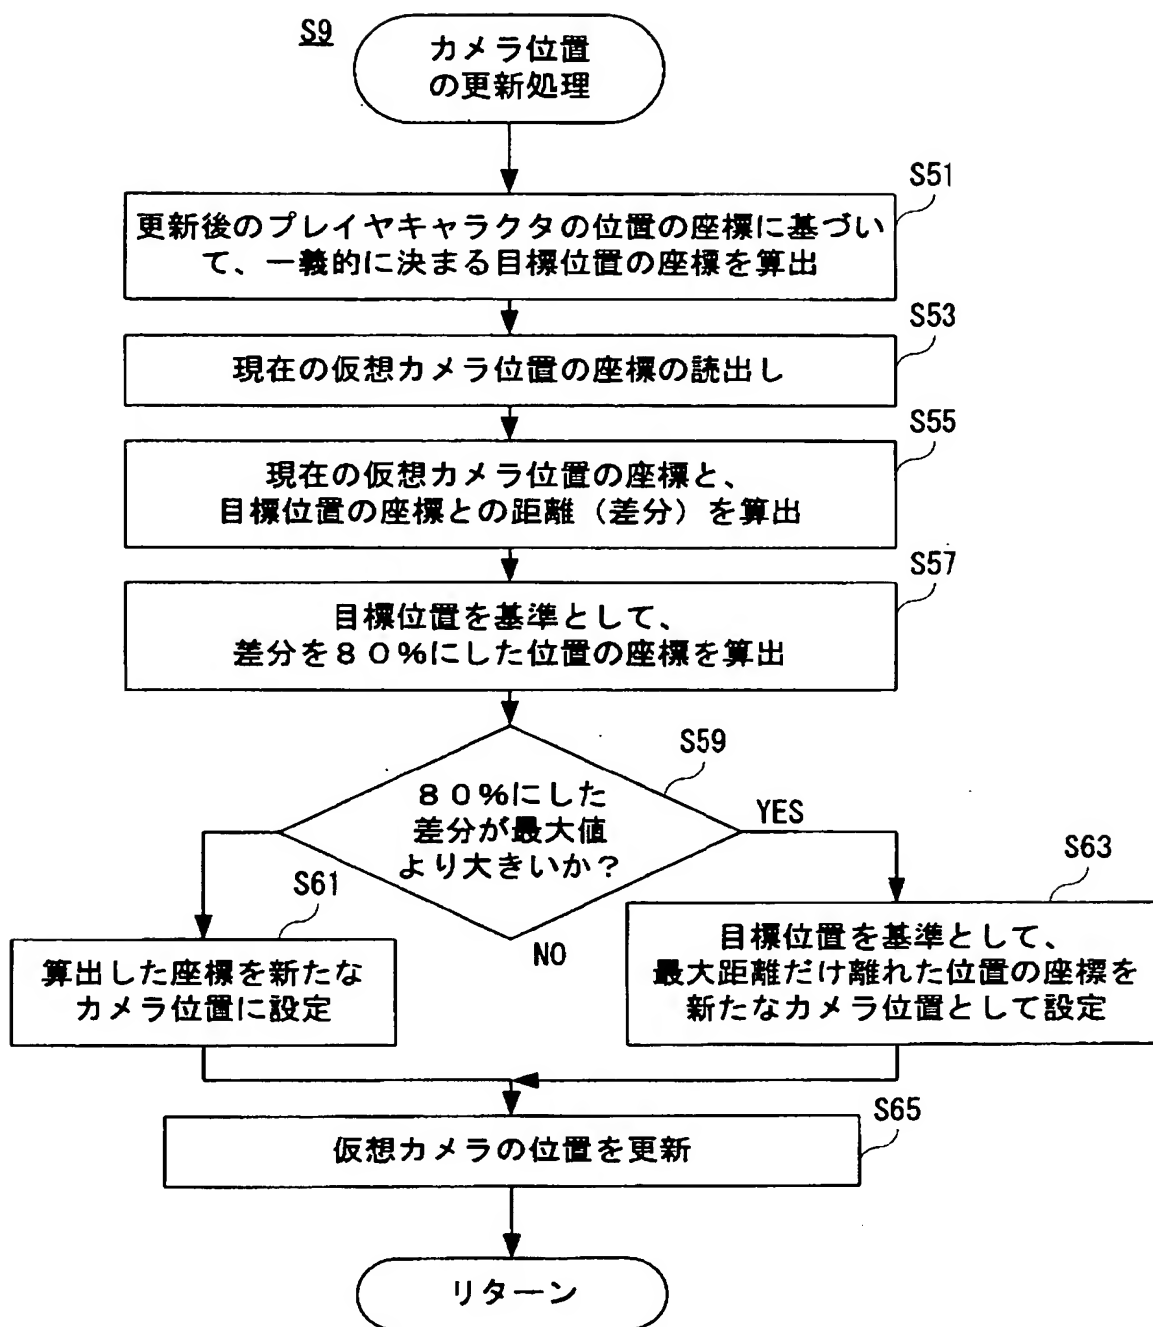 S9
カメラ位置
の更新処理
S51
更新後のプレイヤキャラクタの位置の座標に基づい
て、一義的に決まる目標位置の座標を算出
S53
現在の仮想カメラ位置の座標の読出し
S55
現在の仮想カメラ位置の座標と、
目標位置の座標との距離（差分）を算出
S57
目標位置を基準として、
差分を８０％にした位置の座標を算出
S59
８０％にした
差分が最大値
より大きいか？
YES
NO
S61
算出した座標を新たな
カメラ位置に設定
S63
目標位置を基準として、
最大距離だけ離れた位置の座標を
新たなカメラ位置として設定
S65
仮想カメラの位置を更新
リターン